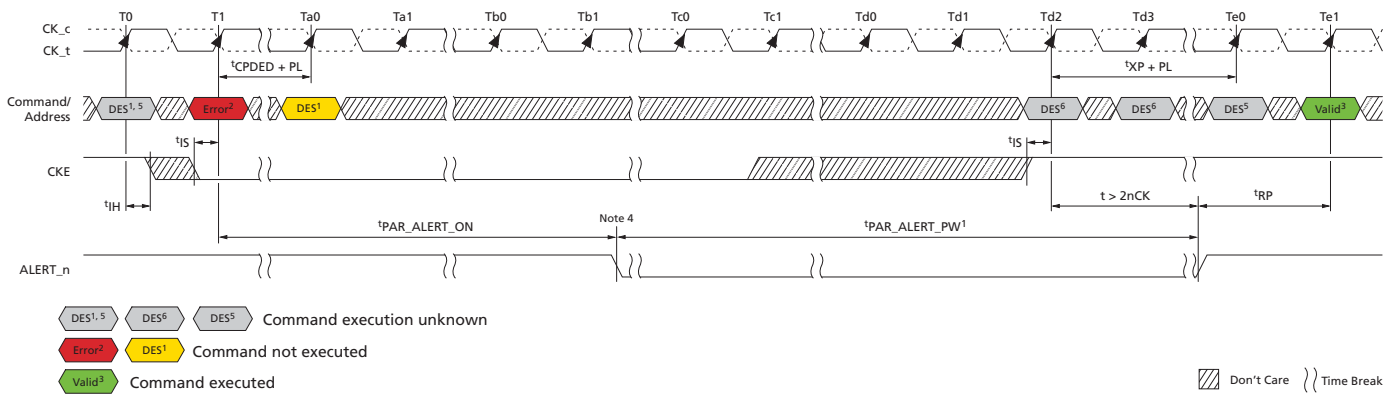 T0 T1 Ta0 Ta1 Tb0 Tb1 Tc0 Tc1 Td0 Td1 Td2 Td3 Te0 Te1
CK_c
CK_t
tCPDED + PL tXP + PL
Command/
Address
DES1, 5 Error2 DES1 DES6 DES6 DES5 Valid3
tIS tIS
CKE
tIH t > 2nCK tRP
Note 4
tPAR_ALERT_ON tPAR_ALERT_PW1
ALERT_n
DES1, 5 DES6 DES5 Command execution unknown
Error2 DES1 Command not executed
Valid3 Command executed
Don't Care Time Break